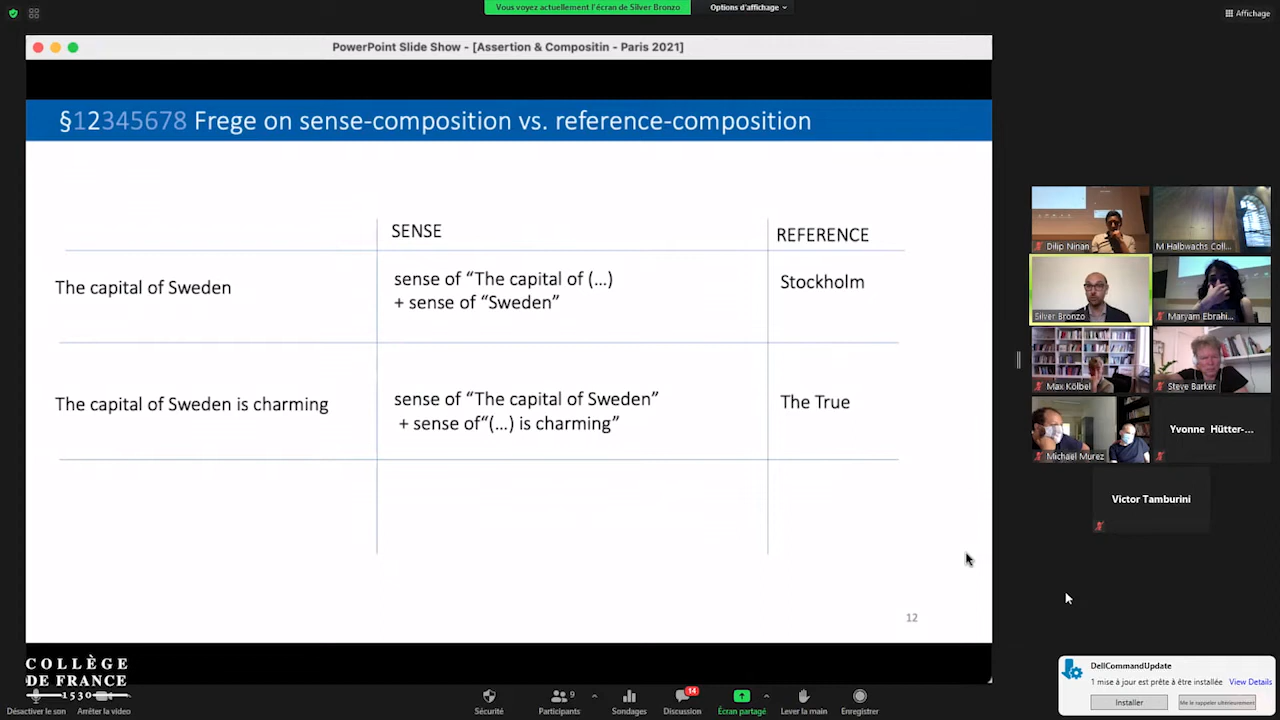 Vous voyez actuellement l'écran de Silver Bronzo
Options d'affichage
Affichage
PowerPoint Slide Show - [Assertion & Compositin - Paris 2021]
§12345678 Frege on sense-composition vs. reference-composition
SENSE
REFERENCE
The capital of Sweden
sense of “The capital of (...)
+ sense of “Sweden”
Stockholm
The capital of Sweden is charming
sense of “The capital of Sweden”
+ sense of“(...) is charming”
The True
12
Dilip Ninan
M Halbwachs Coll...
Silver Bronzo
Maryam Ebrahi...
Max Kölbel
Steve Barker
Michael Murez
Yvonne Hütter-...
Victor Tamburini
COLLÈGE
DE FRANCE
1530
DellCommandUpdate
1 mise à jour est prête à être installée
View Details
Installer
Me le rappeler ultérieurement
Désactiver le son
Arrêter la vidéo
Sécurité
Participants
9
Sondages
Discussion
14
Écran partagé
Lever la main
Enregistrer